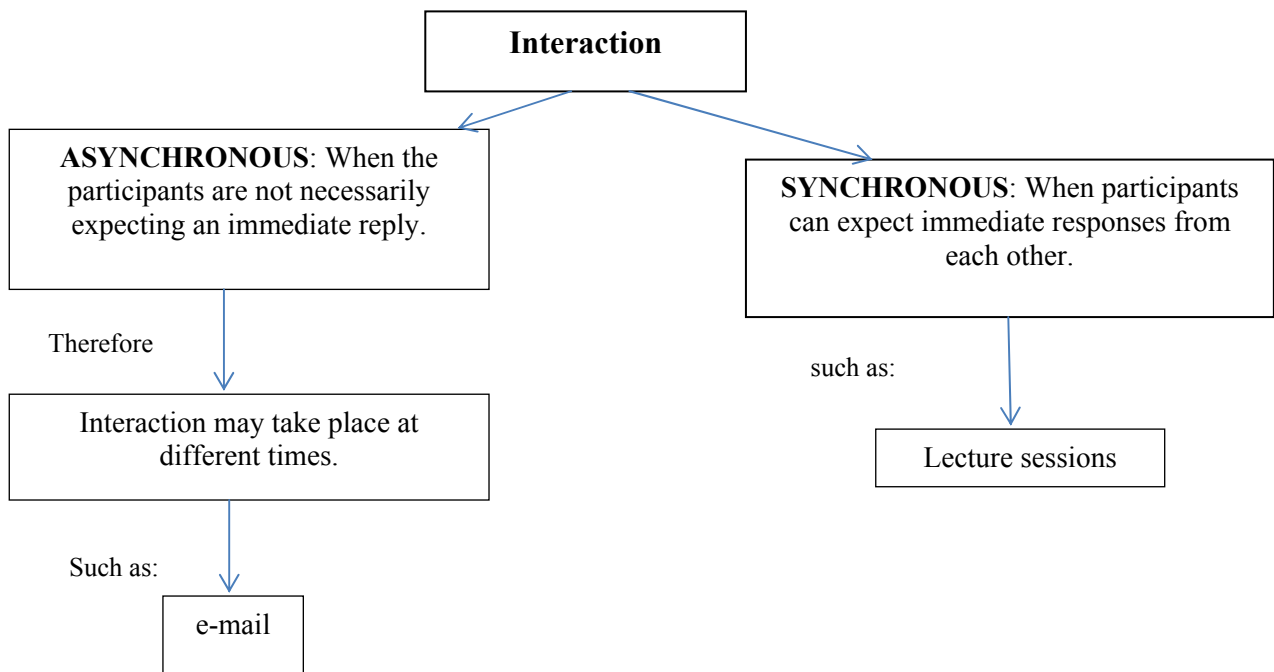 Interaction
ASYNCHRONOUS: When the
participants are not necessarily
expecting an immediate reply.
SYNCHRONOUS: When participants
can expect immediate responses from
each other.
Therefore
such as:
Interaction may take place at
different times.
Lecture sessions
Such as:
e-mail